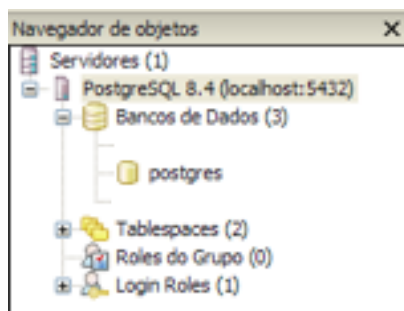 Navegador de objetos
Servidores (1)
PostgreSQL 8.4 (localhost:5432)
Bancos de Dados (3)
postgres
Tablespaces (2)
Roles do Grupo (0)
Login Roles (1)